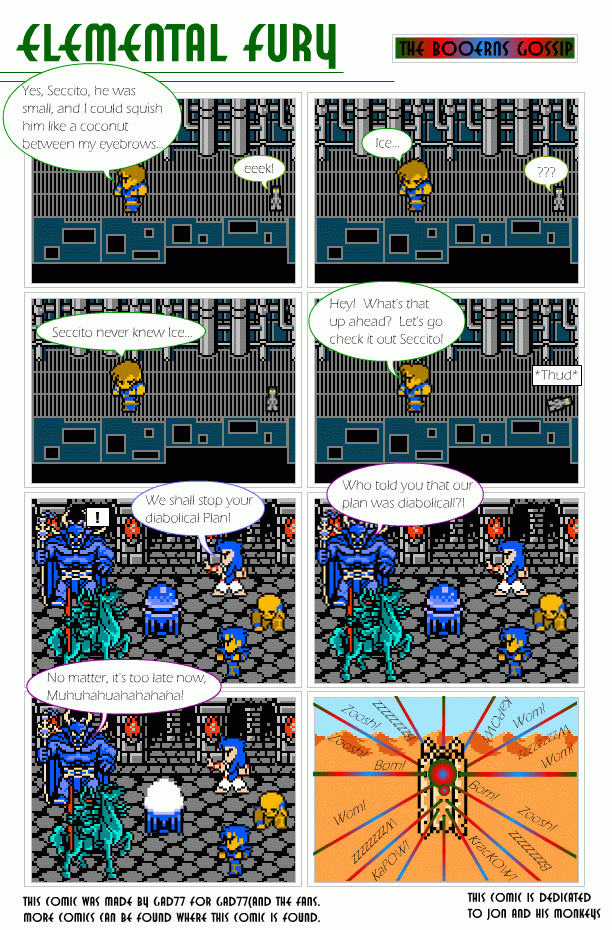 ELEMENTAL FURY
THE BOOERNS GOSSIP
Yes, Seccito, he was
small, and I could squish
him like a coconut
between my eyebrows...
eeek!
Ice...
???
Seccito never knew Ice...
Hey! What's that
up ahead? Let's go
check it out Seccito!
*Thud*
!
We shall stop your
diabolical Plan!
Who told you that our
plan was diabolical!?!
No matter, it's too late now,
Muhuhahuahahahaha!
Zoosh!
zzzzzzzz
KAPOW
Wom!
Zoosh!
Wzzzzzzz
Wom!
Bom!
Bom!
Wom!
Zoosh!
Wzzzzzzz
zzzzzzzz
KaPOW!
KracKOW!
THIS COMIC WAS MADE BY GAD77 FOR GAD77(AND THE FANS.
MORE COMICS CAN BE FOUND WHERE THIS COMIC IS FOUND.
THIS COMIC IS DEDICATED
TO JON AND HIS MONKEYS